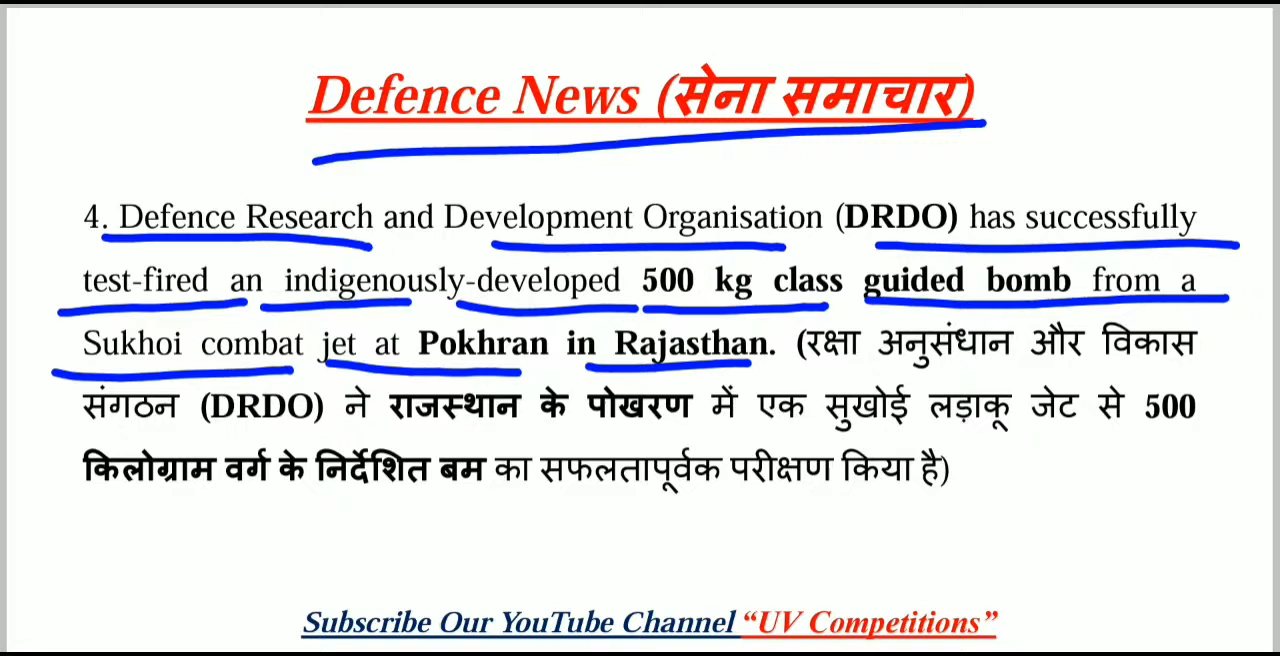 Defence News (सेना समाचार)
4. Defence Research and Development Organisation (DRDO) has successfully
test-fired an indigenously-developed 500 kg class guided bomb from a
Sukhoi combat jet at Pokhran in Rajasthan. (रक्षा अनुसंधान और विकास
संगठन (DRDO) ने राजस्थान के पोखरण में एक सुखोई लड़ाकू जेट से 500
किलोग्राम वर्ग के निर्देशित बम का सफलतापूर्वक परीक्षण किया है)
Subscribe Our YouTube Channel “UV Competitions”